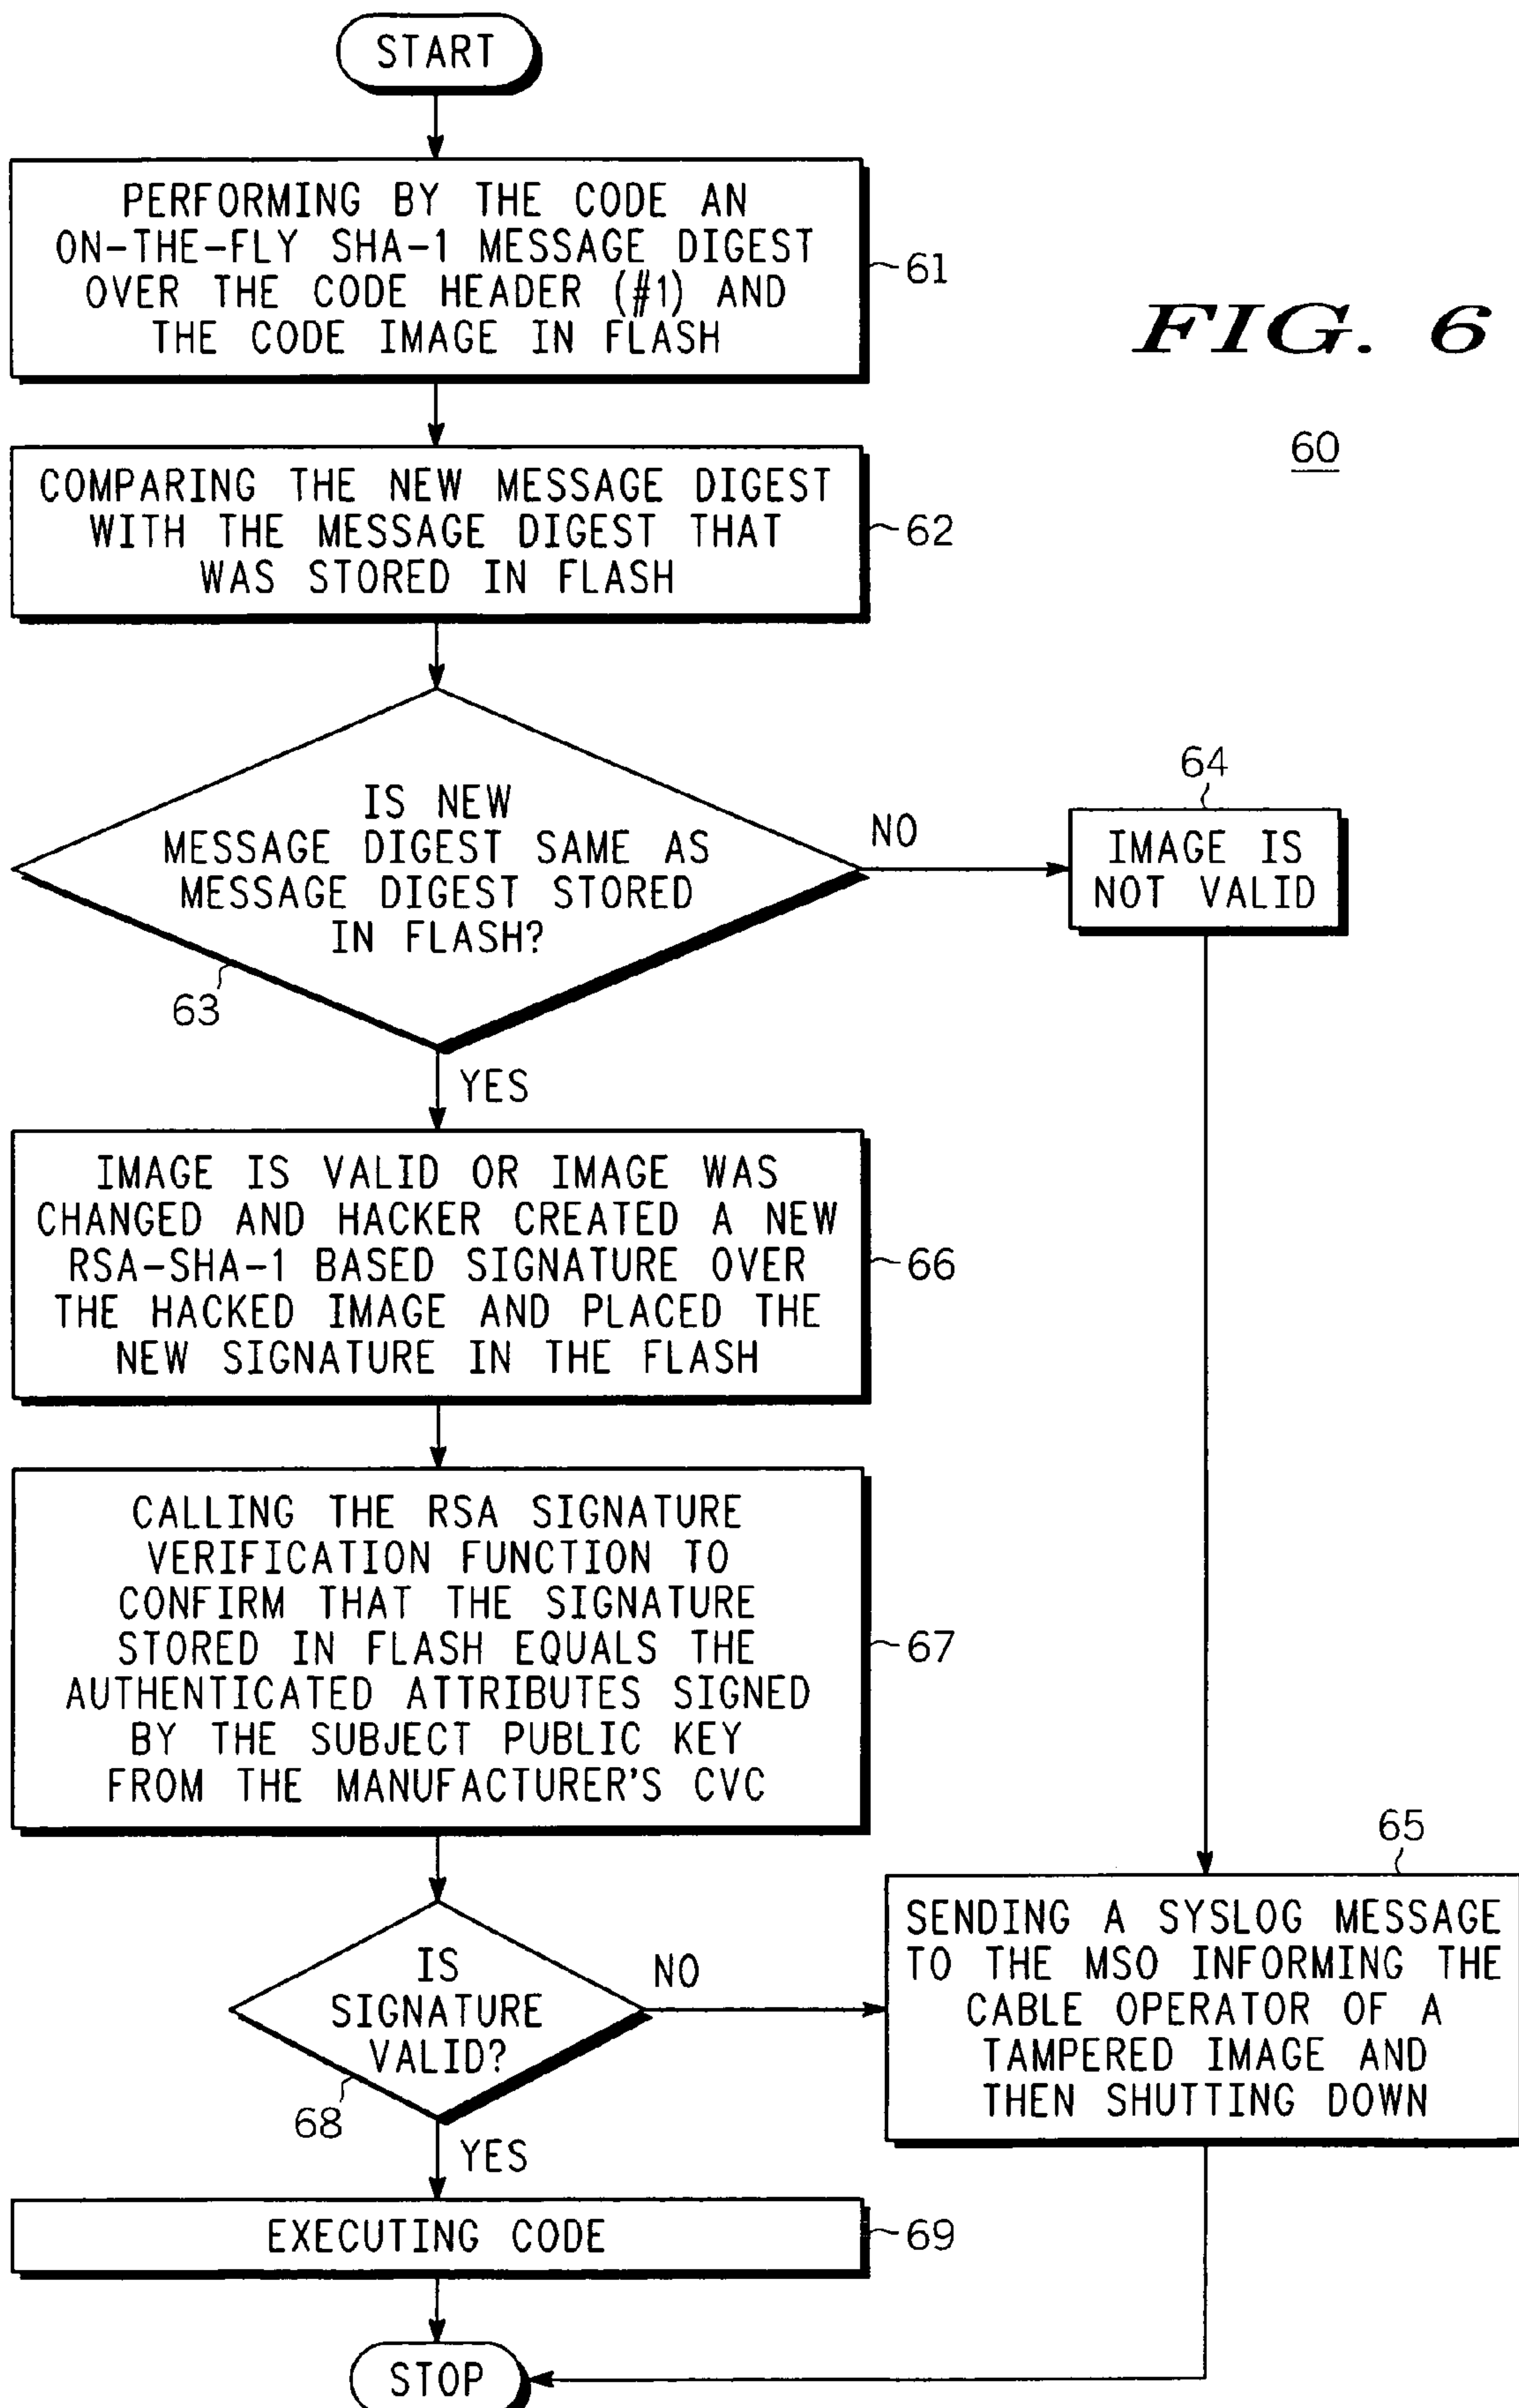 START
PERFORMING BY THE CODE AN
ON-THE-FLY SHA-1 MESSAGE DIGEST
OVER THE CODE HEADER (#1) AND
THE CODE IMAGE IN FLASH
61
FIG. 6
60
COMPARING THE NEW MESSAGE DIGEST
WITH THE MESSAGE DIGEST THAT
WAS STORED IN FLASH
62
IS NEW
MESSAGE DIGEST SAME AS
MESSAGE DIGEST STORED
IN FLASH?
63
NO
64
IMAGE IS
NOT VALID
YES
IMAGE IS VALID OR IMAGE WAS
CHANGED AND HACKER CREATED A NEW
RSA-SHA-1 BASED SIGNATURE OVER
THE HACKED IMAGE AND PLACED THE
NEW SIGNATURE IN THE FLASH
66
CALLING THE RSA SIGNATURE
VERIFICATION FUNCTION TO
CONFIRM THAT THE SIGNATURE
STORED IN FLASH EQUALS THE
AUTHENTICATED ATTRIBUTES SIGNED
BY THE SUBJECT PUBLIC KEY
FROM THE MANUFACTURER'S CVC
67
IS
SIGNATURE
VALID?
68
NO
65
SENDING A SYSLOG MESSAGE
TO THE MSO INFORMING THE
CABLE OPERATOR OF A
TAMPERED IMAGE AND
THEN SHUTTING DOWN
YES
EXECUTING CODE
69
STOP